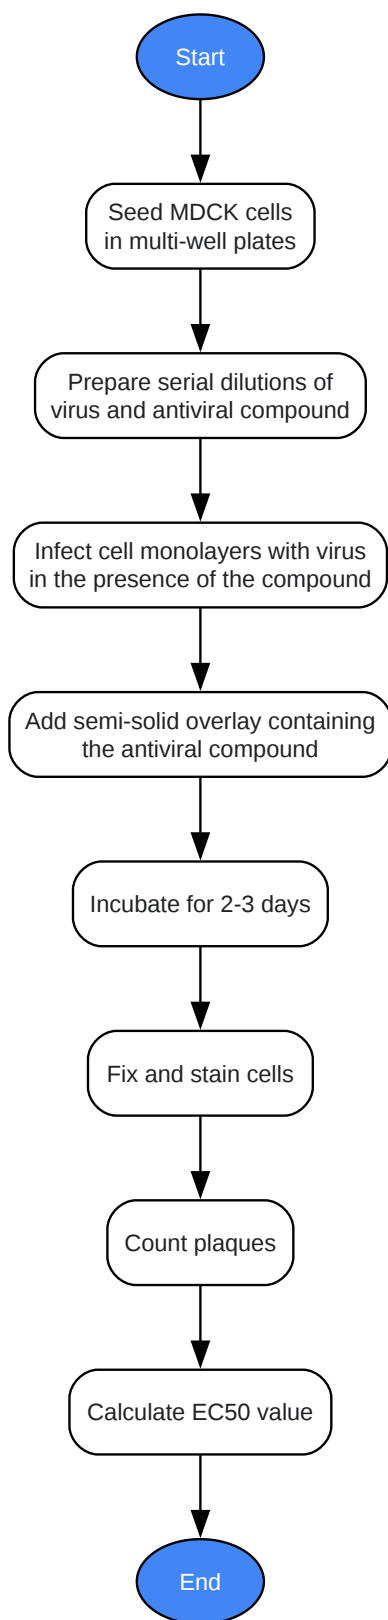 Start
Seed MDCK cells
in multi-well plates
Prepare serial dilutions of
virus and antiviral compound
Infect cell monolayers with virus
in the presence of the compound
Add semi-solid overlay containing
the antiviral compound
Incubate for 2-3 days
Fix and stain cells
Count plaques
Calculate EC50 value
End